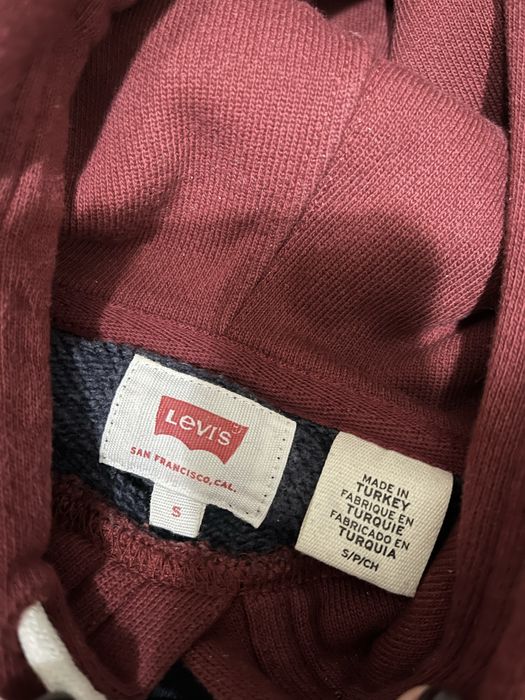 Levi's
SAN FRANCISCO, CAL.
S
MADE IN
TURKEY
FABRIQUE EN
TURQUIE
FABRICADO EN
TURQUIA
S/P/CH